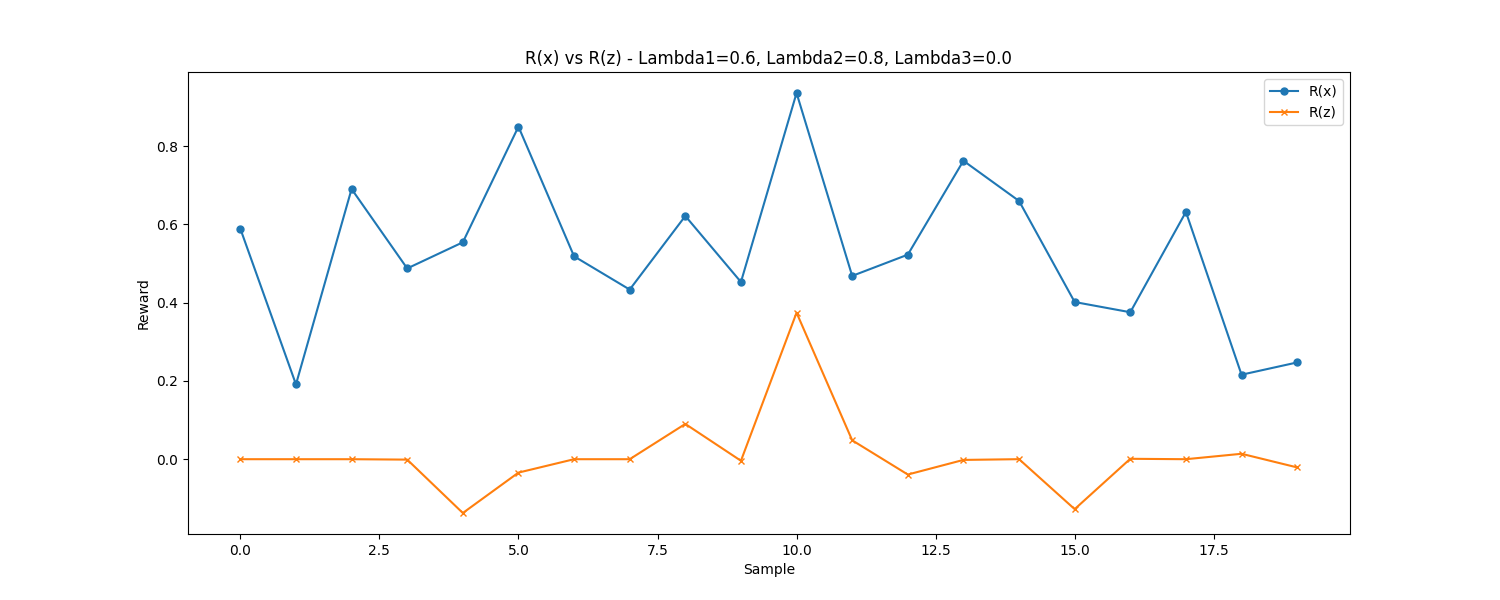 R(x) vs R(z) - Lambda1=0.6, Lambda2=0.8, Lambda3=0.0
R(x)
R(z)
0.8
0.6
0.4
0.2
0.0
Reward
0.0 2.5 5.0 7.5 10.0 12.5 15.0 17.5
Sample